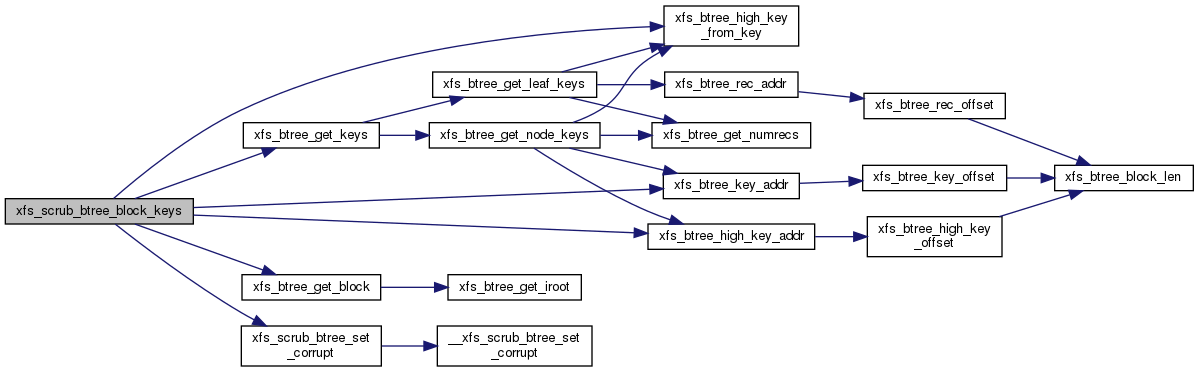 xfs_btree_high_key
_from_key
xfs_btree_get_leaf_keys
xfs_btree_rec_addr
xfs_btree_rec_offset
xfs_btree_get_keys
xfs_btree_get_node_keys
xfs_btree_get_numrecs
xfs_btree_key_addr
xfs_btree_key_offset
xfs_btree_block_len
xfs_scrub_btree_block_keys
xfs_btree_high_key_addr
xfs_btree_high_key
_offset
xfs_btree_get_block
xfs_btree_get_iroot
xfs_scrub_btree_set
_corrupt
__xfs_scrub_btree_set
_corrupt